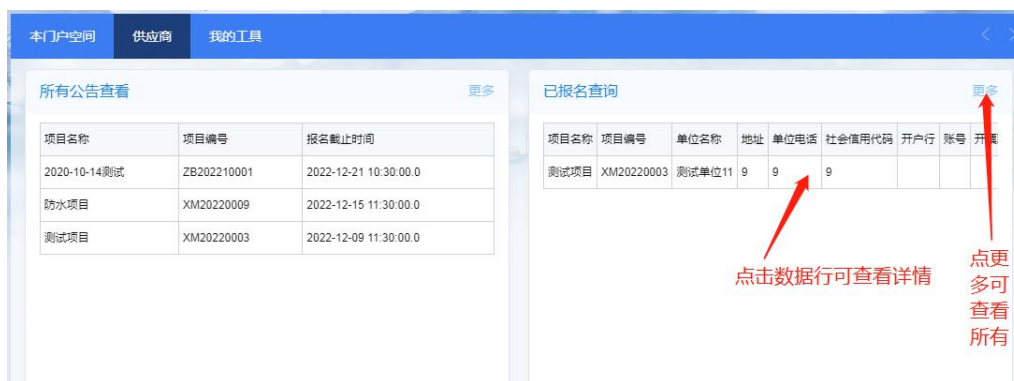 本门户空间 供应商 我的工具
所有公告查看 更多
项目名称 项目编号 报名截止时间
2020-10-14测试 ZB202210001 2022-12-21 10:30:00.0
防水项目 XM20220009 2022-12-15 11:30:00.0
测试项目 XM20220003 2022-12-09 11:30:00.0
已报名查询 更多
项目名称 项目编号 单位名称 地址 单位电话 社会信用代码 开户行 账号 开
测试项目 XM20220003 测试单位11 9 9 9
点击数据行可查看详情
点更
多可
查看
所有